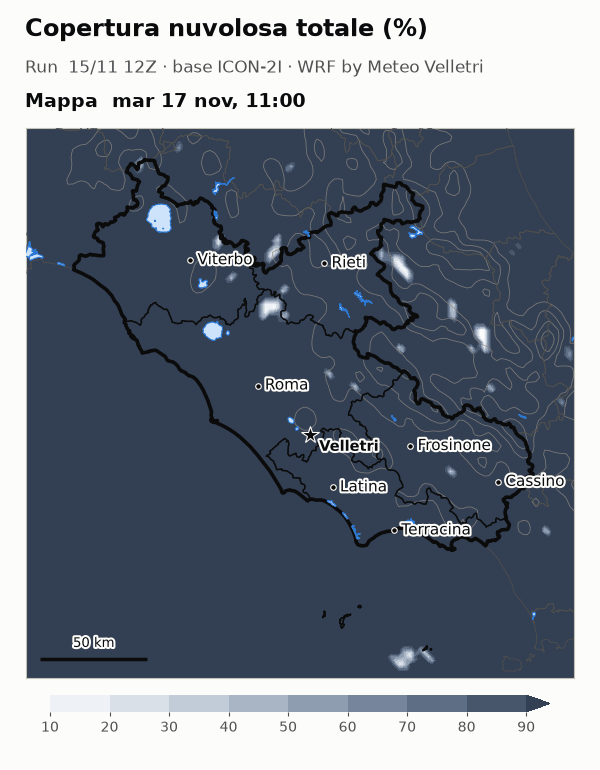 Copertura nuvolosa totale (%)
Run  15/11 12Z · base ICON-2I · WRF by Meteo Velletri
Mappa  mar 17 nov, 11:00
Viterbo
Rieti
Roma
Velletri
Frosinone
Cassino
Latina
Terracina
50 km
10 20 30 40 50 60 70 80 90